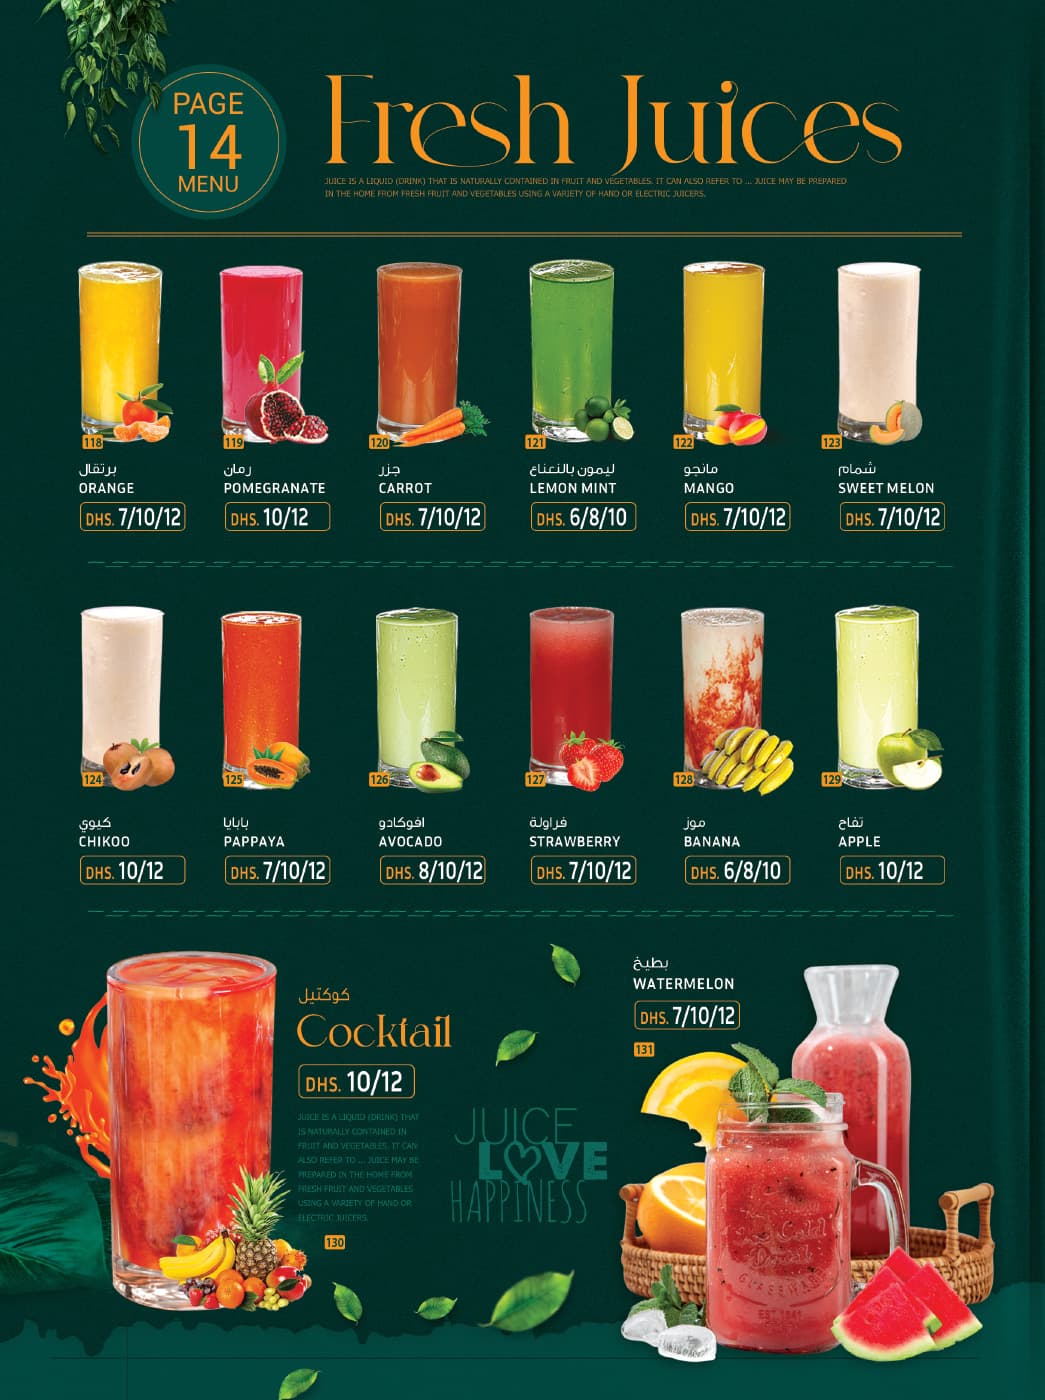 PAGE
14
MENU
Fresh Juices
JUICE IS A LIQUID (DRINK) THAT IS NATURALLY CONTAINED IN FRUIT AND VEGETABLES. IT CAN ALSO REFER TO ... JUICE MAY BE PREPARED
IN THE HOME FROM FRESH FRUIT AND VEGETABLES USING A VARIETY OF HAND OR ELECTRIC JUICERS.
118
برتقال
ORANGE
DHS. 7/10/12
119
رمان
POMEGRANATE
DHS. 10/12
120
جزر
CARROT
DHS. 7/10/12
121
ليمون بالنعناع
LEMON MINT
DHS. 6/8/10
122
مانجو
MANGO
DHS. 7/10/12
123
شمام
SWEET MELON
DHS. 7/10/12
124
كيوي
CHIKOO
DHS. 10/12
125
بابايا
PAPPAYA
DHS. 7/10/12
126
افوكادو
AVOCADO
DHS. 8/10/12
127
فراولة
STRAWBERRY
DHS. 7/10/12
128
موز
BANANA
DHS. 6/8/10
129
تفاح
APPLE
DHS. 10/12
كوكتيل
Cocktail
DHS. 10/12
JUICE IS A LIQUID (DRINK) THAT
IS NATURALLY CONTAINED IN
FRUIT AND VEGETABLES. IT CAN
ALSO REFER TO ... JUICE MAY BE
PREPARED IN THE HOME FROM
FRESH FRUIT AND VEGETABLES
USING A VARIETY OF HAND OR
ELECTRIC JUICERS.
130
JUICE
LOVE
HAPPINESS
بطيخ
WATERMELON
DHS. 7/10/12
131
Cold
Drink